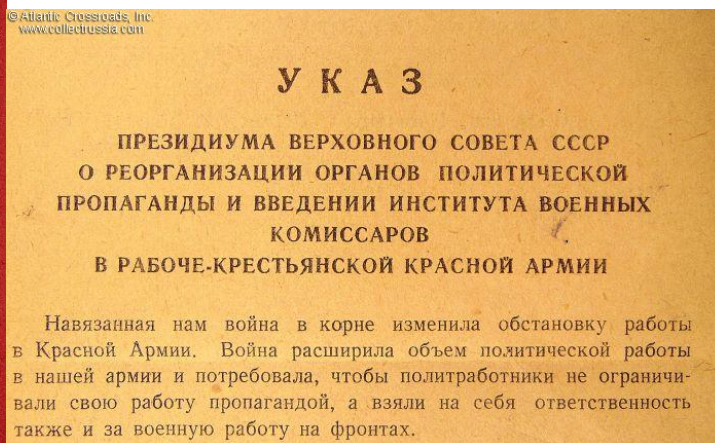 © Atlantic Crossroads, Inc.
www.collectrussia.com
УКАЗ
ПРЕЗИДИУМА ВЕРХОВНОГО СОВЕТА СССР
О РЕОРГАНИЗАЦИИ ОРГАНОВ ПОЛИТИЧЕСКОЙ
ПРОПАГАНДЫ И ВВЕДЕНИИ ИНСТИТУТА ВОЕННЫХ
КОМИССАРОВ
В РАБОЧЕ-КРЕСТЬЯНСКОЙ КРАСНОЙ АРМИИ
Навязанная нам война в корне изменила обстановку работы
в Красной Армии. Война расширила объем политической работы
в нашей армии и потребовала, чтобы политработники не ограничи-
вали свою работу пропагандой, а взяли на себя ответственность
также и за военную работу на фронтах.